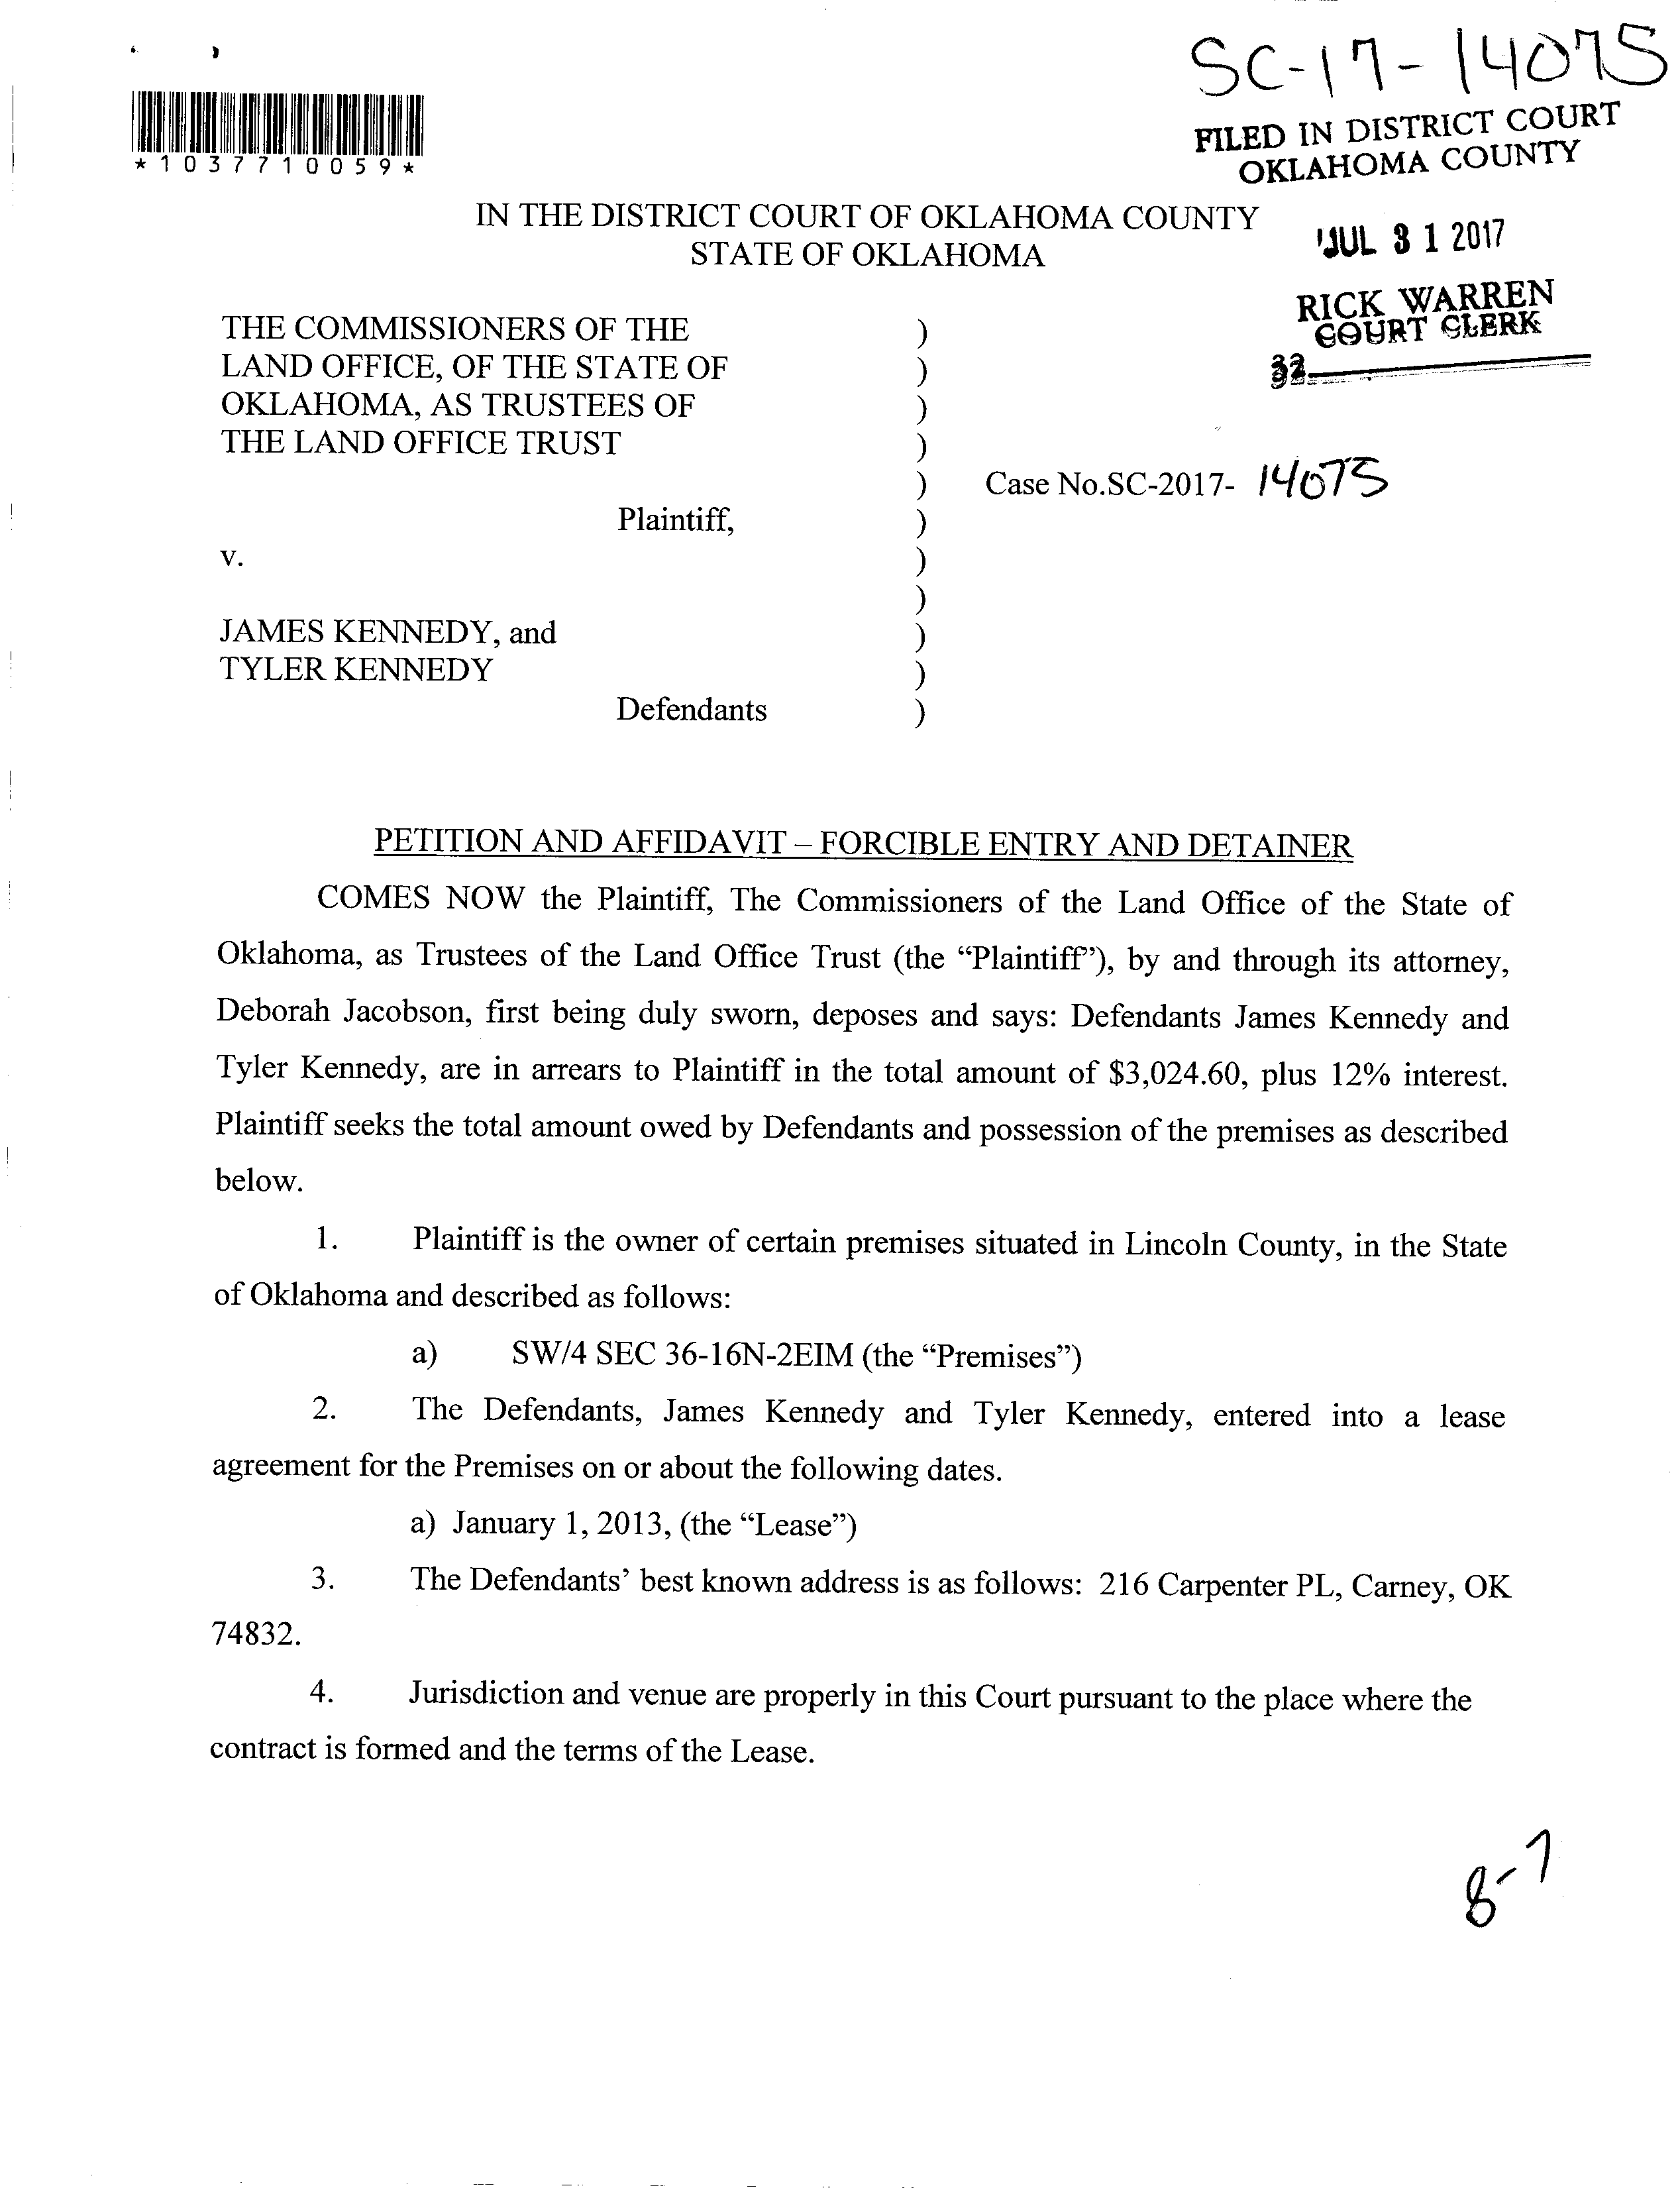 SC-17-14075
FILED IN DISTRICT COURT
OKLAHOMA COUNTY
*1037710059*
IN THE DISTRICT COURT OF OKLAHOMA COUNTY
STATE OF OKLAHOMA
JUL 31 2017
RICK WARREN
COURT CLERK
32
THE COMMISSIONERS OF THE )
LAND OFFICE, OF THE STATE OF )
OKLAHOMA, AS TRUSTEES OF )
THE LAND OFFICE TRUST )
) Case No.SC-2017- 14075
Plaintiff, )
v. )
)
JAMES KENNEDY, and )
TYLER KENNEDY )
Defendants )
PETITION AND AFFIDAVIT – FORCIBLE ENTRY AND DETAINER
COMES NOW the Plaintiff, The Commissioners of the Land Office of the State of
Oklahoma, as Trustees of the Land Office Trust (the “Plaintiff”), by and through its attorney,
Deborah Jacobson, first being duly sworn, deposes and says: Defendants James Kennedy and
Tyler Kennedy, are in arrears to Plaintiff in the total amount of $3,024.60, plus 12% interest.
Plaintiff seeks the total amount owed by Defendants and possession of the premises as described
below.
1. Plaintiff is the owner of certain premises situated in Lincoln County, in the State
of Oklahoma and described as follows:
a) SW/4 SEC 36-16N-2EIM (the “Premises”)
2. The Defendants, James Kennedy and Tyler Kennedy, entered into a lease
agreement for the Premises on or about the following dates.
a) January 1, 2013, (the “Lease”)
3. The Defendants’ best known address is as follows: 216 Carpenter PL, Carney, OK
74832.
4. Jurisdiction and venue are properly in this Court pursuant to the place where the
contract is formed and the terms of the Lease.
8-7